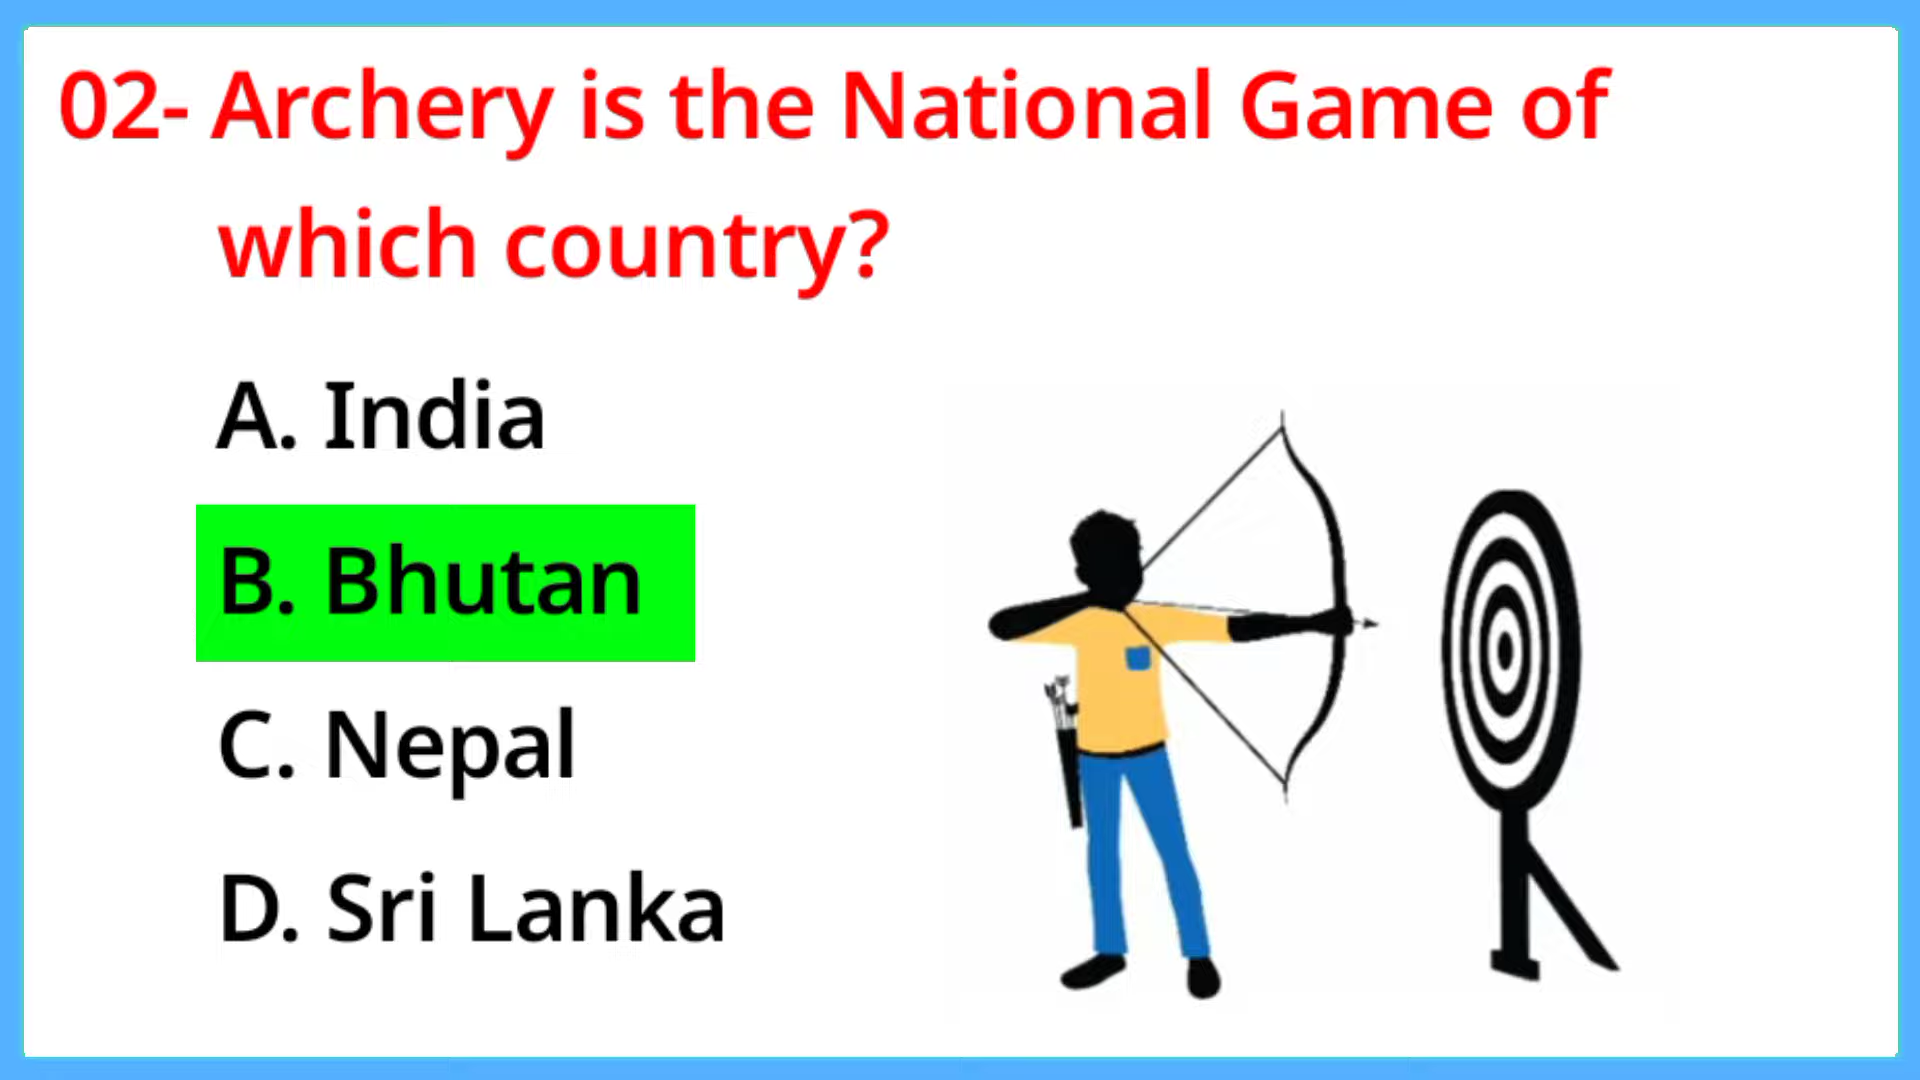 02- Archery is the National Game of
which country?
A. India
B. Bhutan
C. Nepal
D. Sri Lanka